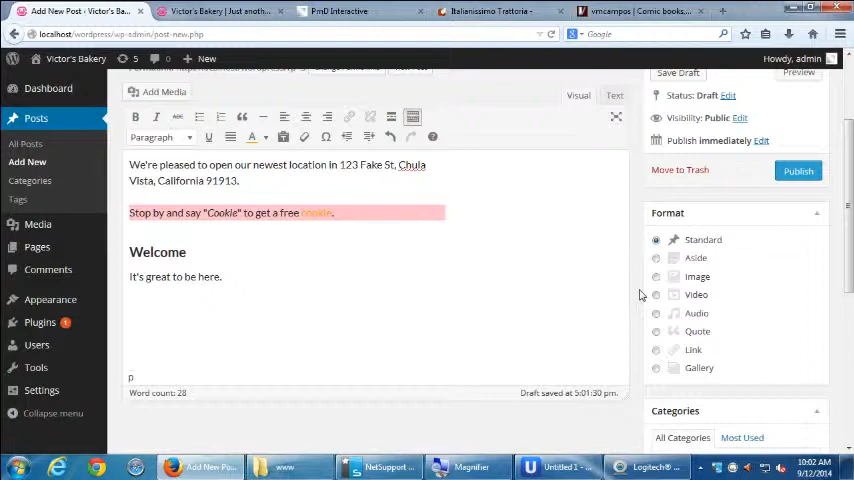 Add New Post ‹ Victor's Ba...
Victor's Bakery | Just anoth...
PmD Interactive
Italianissimo Trattoria -
vmcampos | Comic books,...
localhost/wordpress/wp-admin/post-new.php
Google
Victor's Bakery
5
0
New
Howdy, admin
Dashboard
Posts
All Posts
Add New
Categories
Tags
Media
Pages
Comments
Appearance
Plugins 1
Users
Tools
Settings
Collapse menu
Add Media
Visual
Text
B I ABC
Paragraph
U
A
Ω
We're pleased to open our newest location in 123 Fake St, Chula
Vista, California 91913.
Stop by and say "Cookie" to get a free cookie.
Welcome
It's great to be here.
p
Word count: 28
Draft saved at 5:01:30 pm.
Save Draft
Preview
Status: Draft Edit
Visibility: Public Edit
Publish immediately Edit
Move to Trash
Publish
Format
Standard
Aside
Image
Video
Audio
Quote
Link
Gallery
Categories
All Categories
Most Used
Add New Po...
www
NetSupport ...
Magnifier
Untitled 1 - ...
Logitech® ...
10:02 AM
9/12/2014